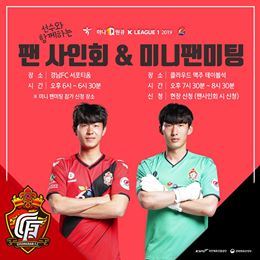 선수와
함께하는
하나원큐 K LEAGUE 1 2019
팬 사인회 & 미니팬미팅
장 소 | 경남FC 서포티움
시 간 | 오후 6시 ~ 6시 30분
※ 미니 팬미팅 참가 신청 장소
장 소 | 클라우드 맥주 테이블석
시 간 | 오후 7시 30분 ~ 8시 30분
신 청 | 현장 신청 (팬사인회 시 신청)